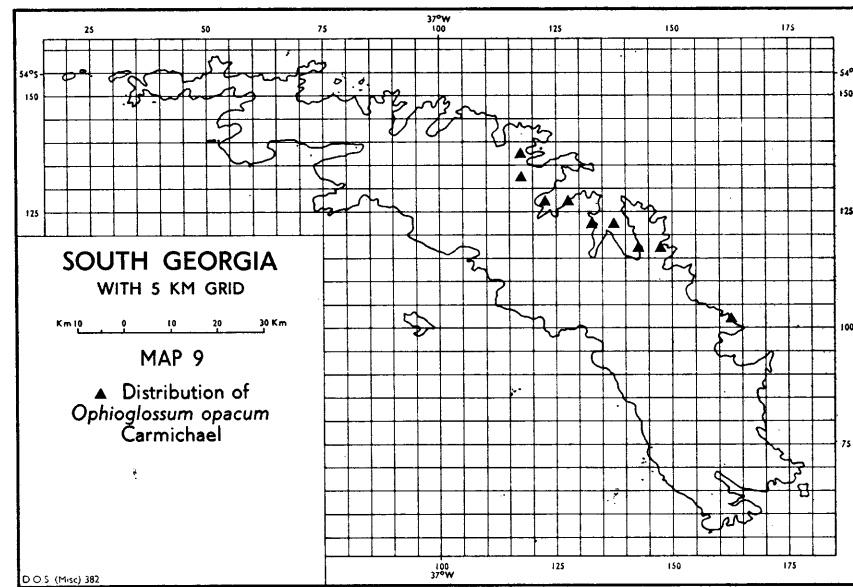 37°W
25 50 75 100 125 150 175
54°S 54°S
150 150
125 125
SOUTH GEORGIA
WITH 5 KM GRID
Km 10 0 10 20 30 Km
100
MAP 9
▲ Distribution of
Ophioglossum opacum
Carmichael
75
D O S (Misc) 382
100 125 150 175
37°W